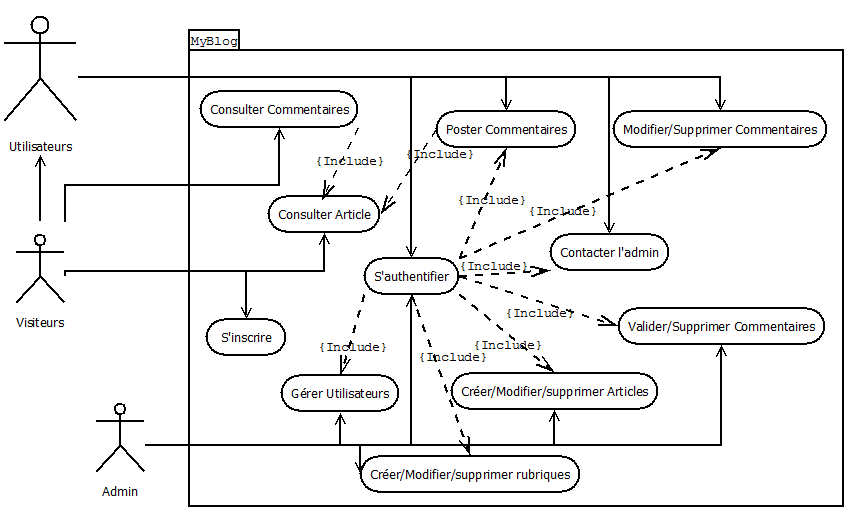 MyBlog
Consulter Commentaires
Poster Commentaires
Modifier/Supprimer Commentaires
Utilisateurs
{Include}
{Include}
{Include}
{Include}
Consulter Article
Contacter l'admin
{Include}
S'authentifier
{Include}
Visiteurs
S'inscrire
Valider/Supprimer Commentaires
{Include}
{Include}
{Include}
Gérer Utilisateurs
Créer/Modifier/supprimer Articles
Créer/Modifier/supprimer rubriques
Admin